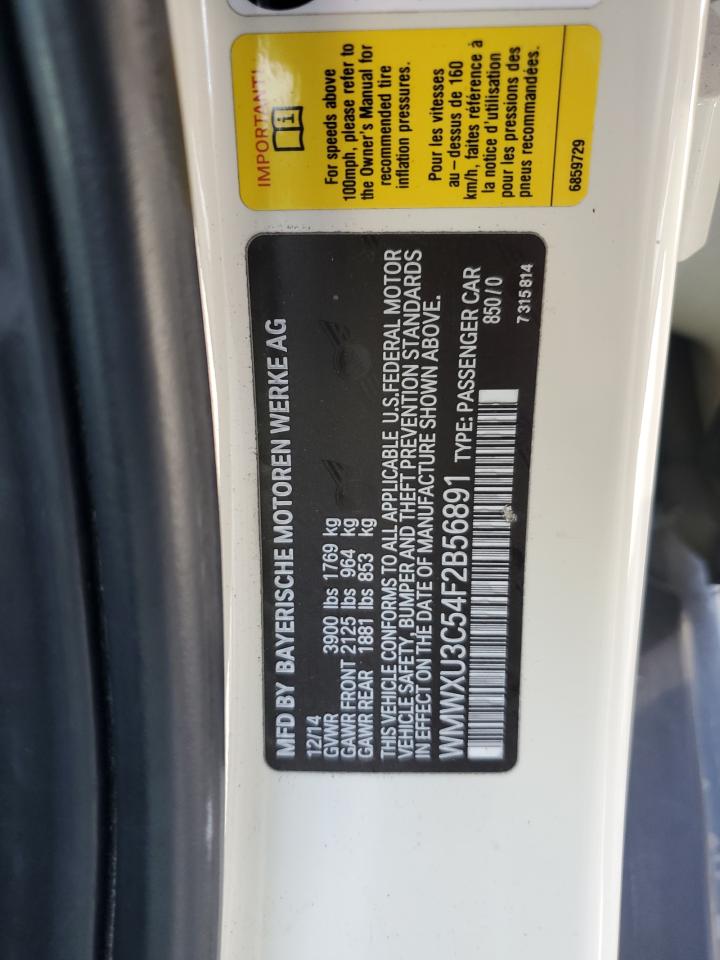 IMPORTANT!
For speeds above
100mph, please refer to
the Owner's Manual for
recommended tire
inflation pressures.
Pour les vitesses
au-dessus de 160
km/h, faites référence à
la notice d'utilisation
pour les pressions des
pneus recommandées.
6859729
MFD BY BAYERISCHE MOTOREN WERKE AG
12/14
GVWR 3900 lbs 1769 kg
GAWR FRONT 2125 lbs 964 kg
GAWR REAR 1881 lbs 853 kg
THIS VEHICLE CONFORMS TO ALL APPLICABLE U.S.FEDERAL MOTOR
VEHICLE SAFETY, BUMPER AND THEFT PREVENTION STANDARDS
IN EFFECT ON THE DATE OF MANUFACTURE SHOWN ABOVE.
WMWXU3C54F2B56891 TYPE: PASSENGER CAR
850/0
7 315 814